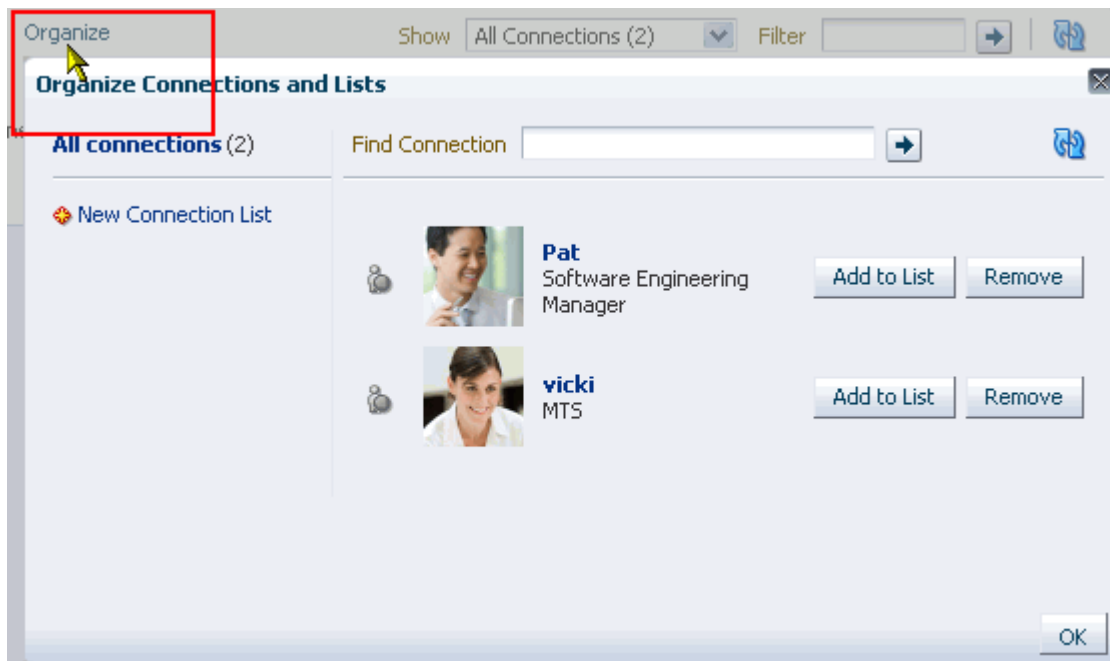 Organize
Show All Connections (2) Filter
Organize Connections and Lists
All connections (2)
Find Connection
New Connection List
Pat
Software Engineering
Manager
Add to List Remove
vicki
MTS
Add to List Remove
OK